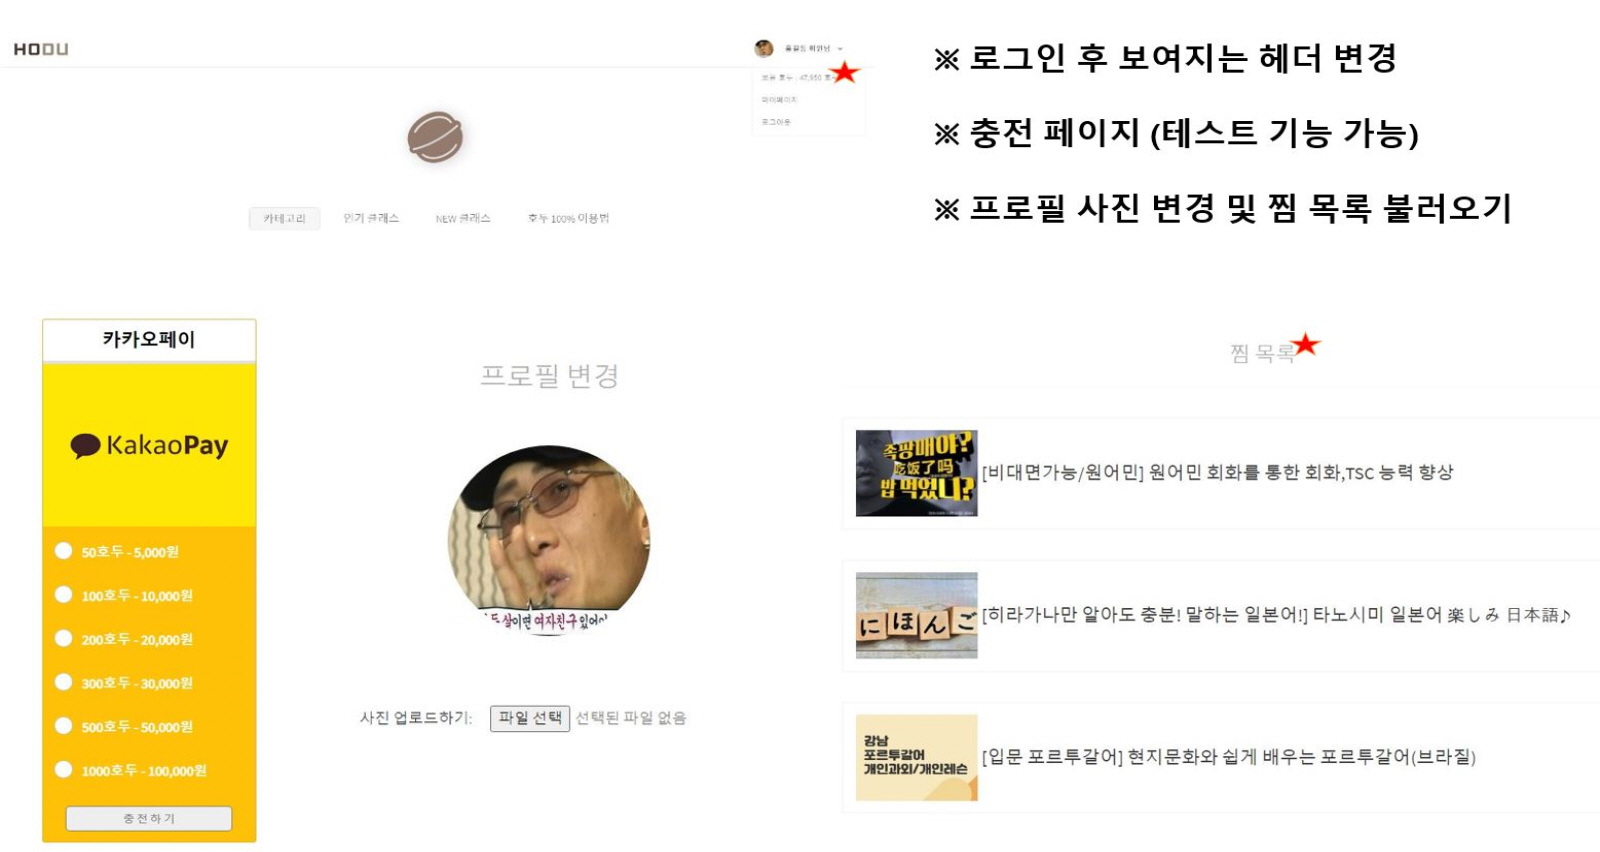 HODU
홍길동 회원님
보유 호두 : 47,950 호두
마이페이지
로그아웃
카테고리
인기 클래스
NEW 클래스
호두 100% 이용법
※ 로그인 후 보여지는 헤더 변경
※ 충전 페이지 (테스트 기능 가능)
※ 프로필 사진 변경 및 찜 목록 불러오기
카카오페이
KakaoPay
50호두 - 5,000원
100호두 - 10,000원
200호두 - 20,000원
300호두 - 30,000원
500호두 - 50,000원
1000호두 - 100,000원
충전하기
프로필 변경
살이면 여자친구 있어야
사진 업로드하기:
파일 선택 선택된 파일 없음
찜 목록
족팡매야?
吃饭了吗
밥 먹었니?
[비대면가능/원어민] 원어민 회화를 통한 회화,TSC 능력 향상
にほんご
[히라가나만 알아도 충분! 말하는 일본어!] 타노시미 일본어 楽しみ 日本語♪
강남
포르투갈어
개인과외/개인레슨
[입문 포르투갈어] 현지문화와 쉽게 배우는 포르투갈어(브라질)